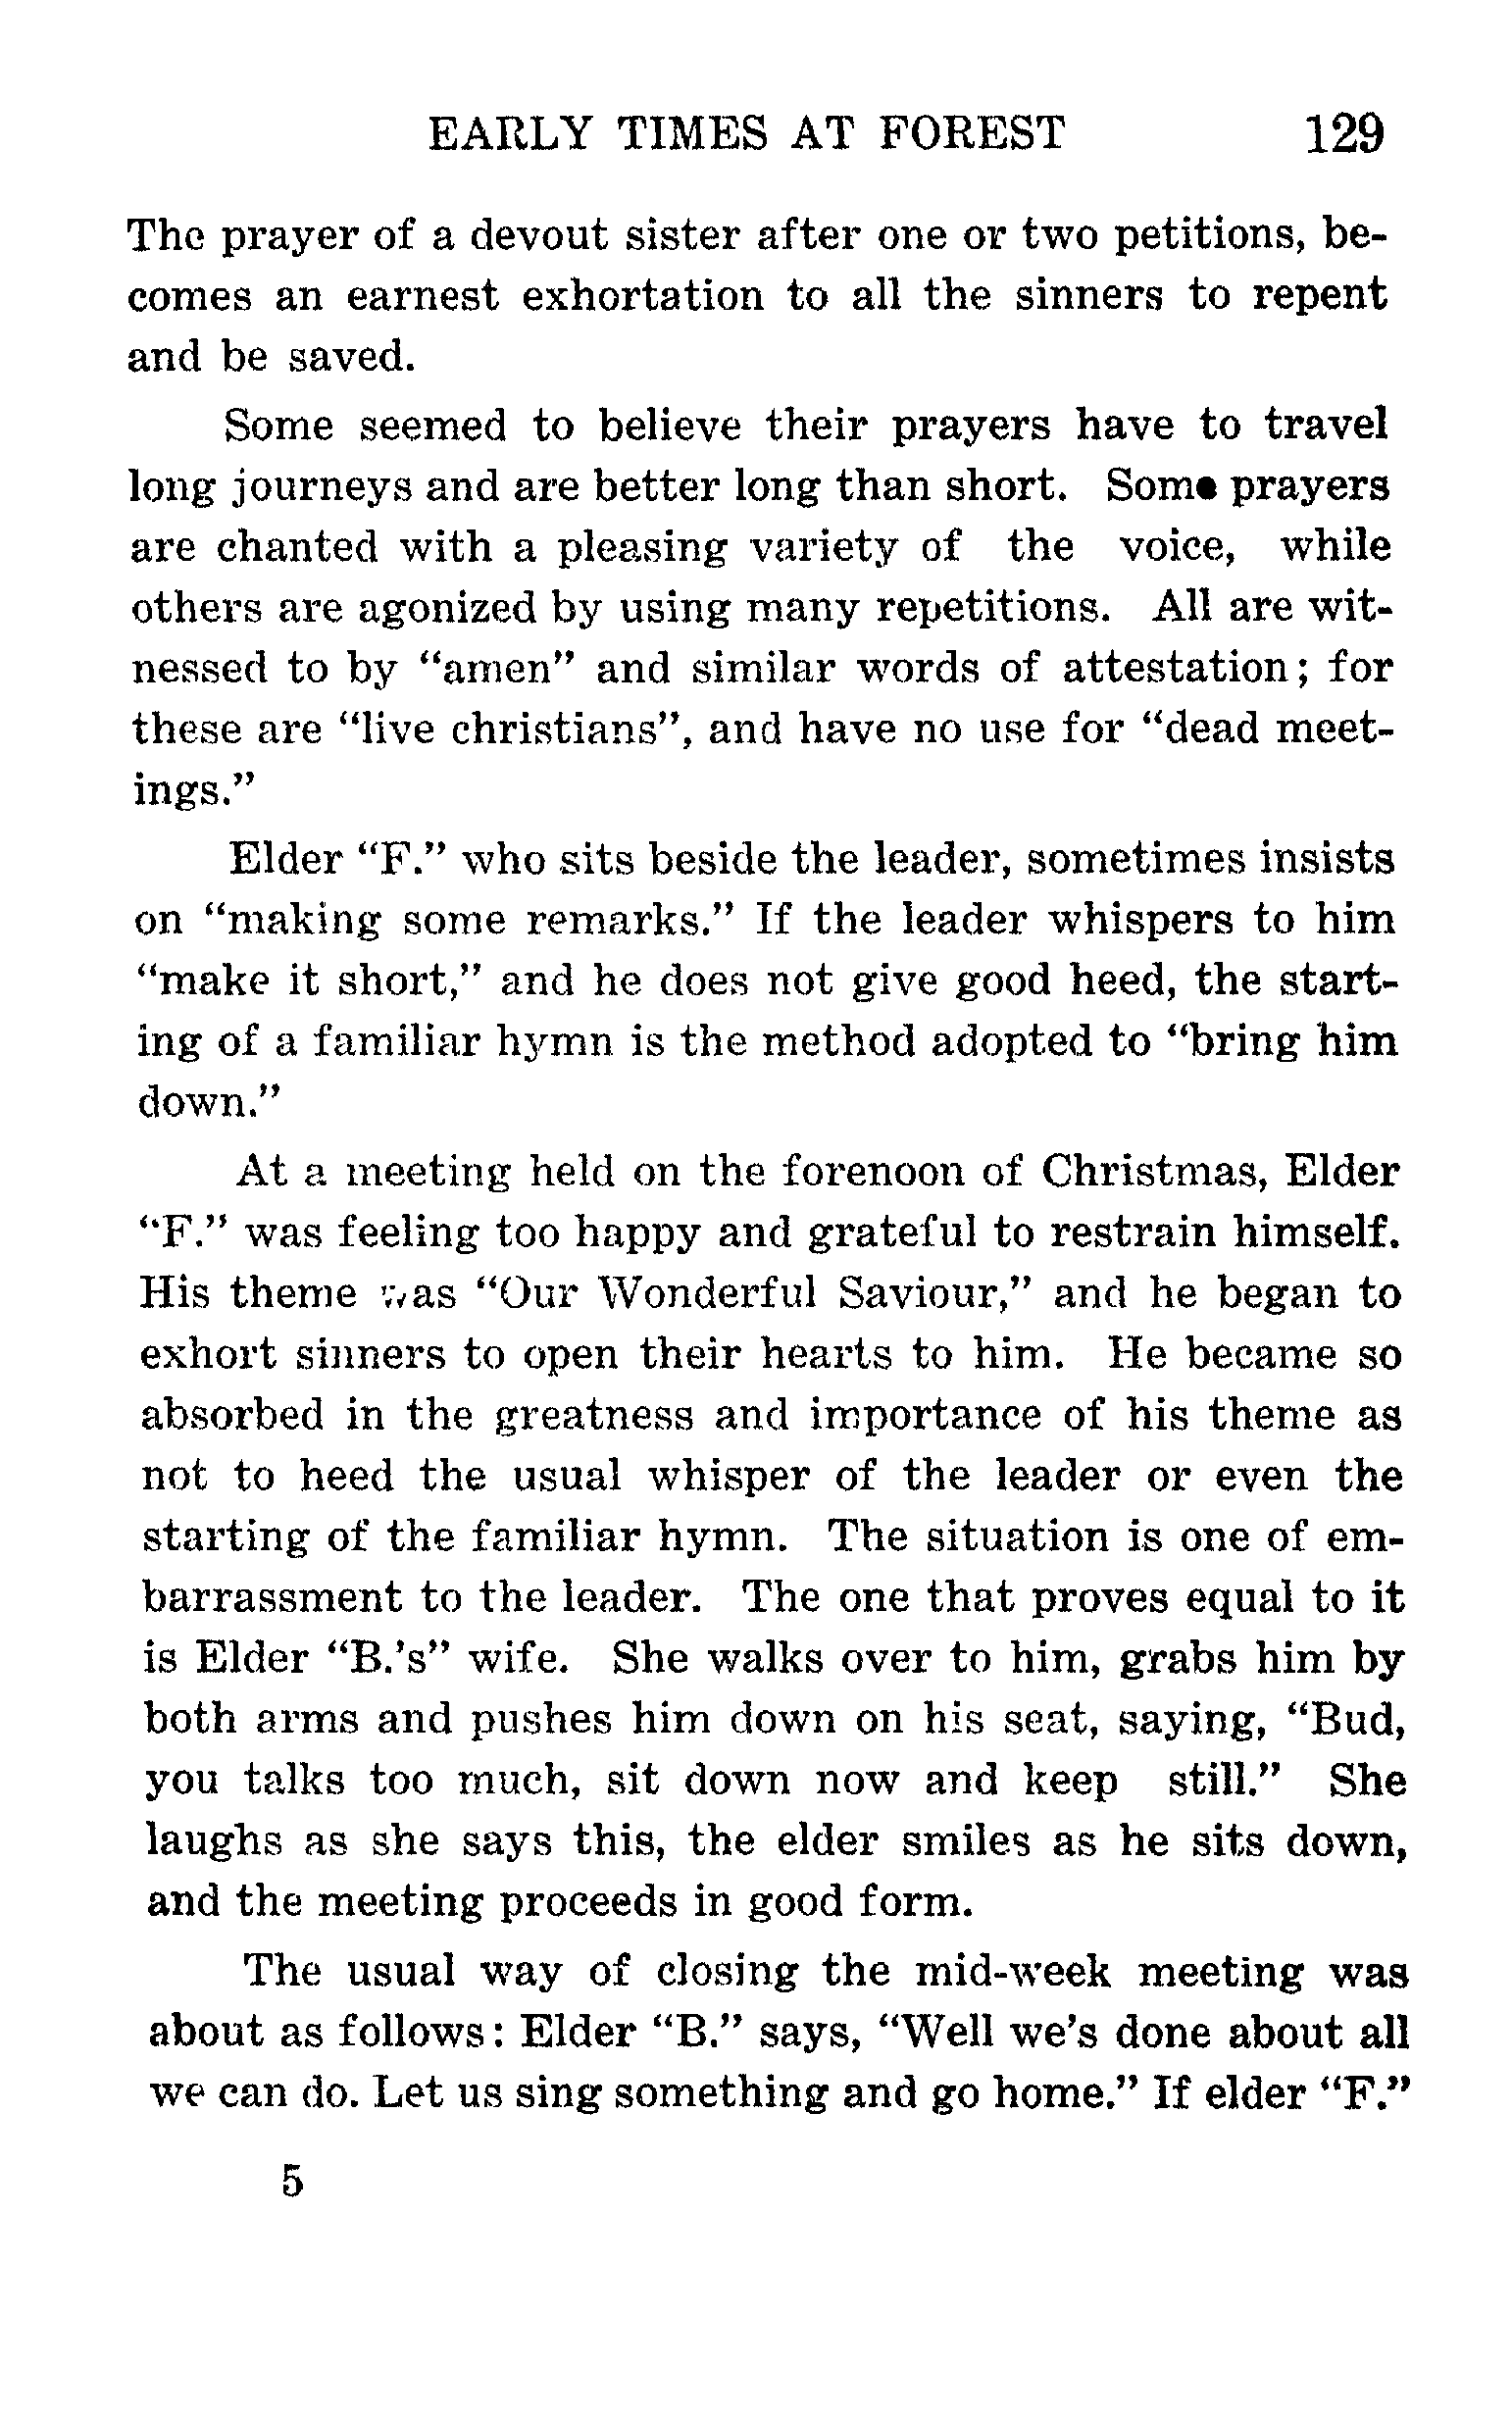 EARLY TIMES AT FOREST 129
The prayer of a devout sister after one or two petitions, be-
comes an earnest exhortation to all the sinners to repent
and be saved.
Some seemed to believe their prayers have to travel
long journeys and are better long than short. Some prayers
are chanted with a pleasing variety of the voice, while
others are agonized by using many repetitions. All are wit-
nessed to by "amen" and similar words of attestation; for
these are "live christians", and have no use for "dead meet-
ings."
Elder "F." who sits beside the leader, sometimes insists
on "making some remarks." If the leader whispers to him
"make it short," and he does not give good heed, the start-
ing of a familiar hymn is the method adopted to "bring him
down."
At a meeting held on the forenoon of Christmas, Elder
"F." was feeling too happy and grateful to restrain himself.
His theme was "Our Wonderful Saviour," and he began to
exhort sinners to open their hearts to him. He became so
absorbed in the greatness and importance of his theme as
not to heed the usual whisper of the leader or even the
starting of the familiar hymn. The situation is one of em-
barrassment to the leader. The one that proves equal to it
is Elder "B.'s" wife. She walks over to him, grabs him by
both arms and pushes him down on his seat, saying, "Bud,
you talks too much, sit down now and keep still." She
laughs as she says this, the elder smiles as he sits down,
and the meeting proceeds in good form.
The usual way of closing the mid-week meeting was
about as follows: Elder "B." says, "Well we's done about all
we can do. Let us sing something and go home." If elder "F."
5